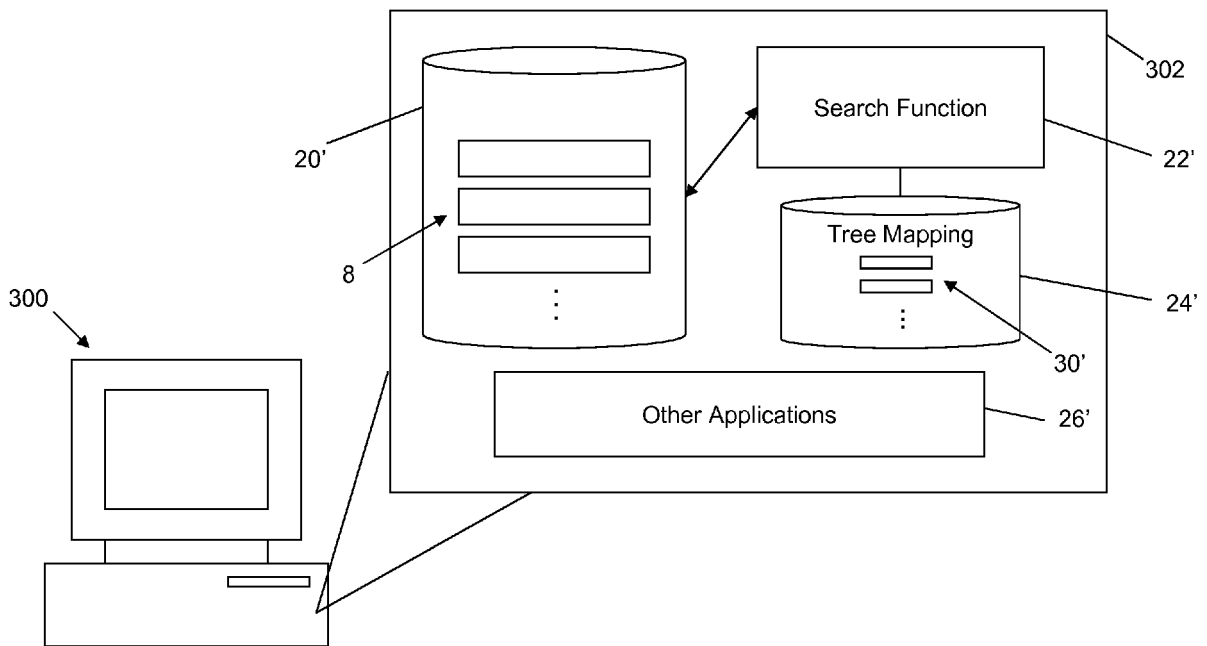 302
Search Function
20’
22’
Tree Mapping
8
300
24’
30’
Other Applications
26’